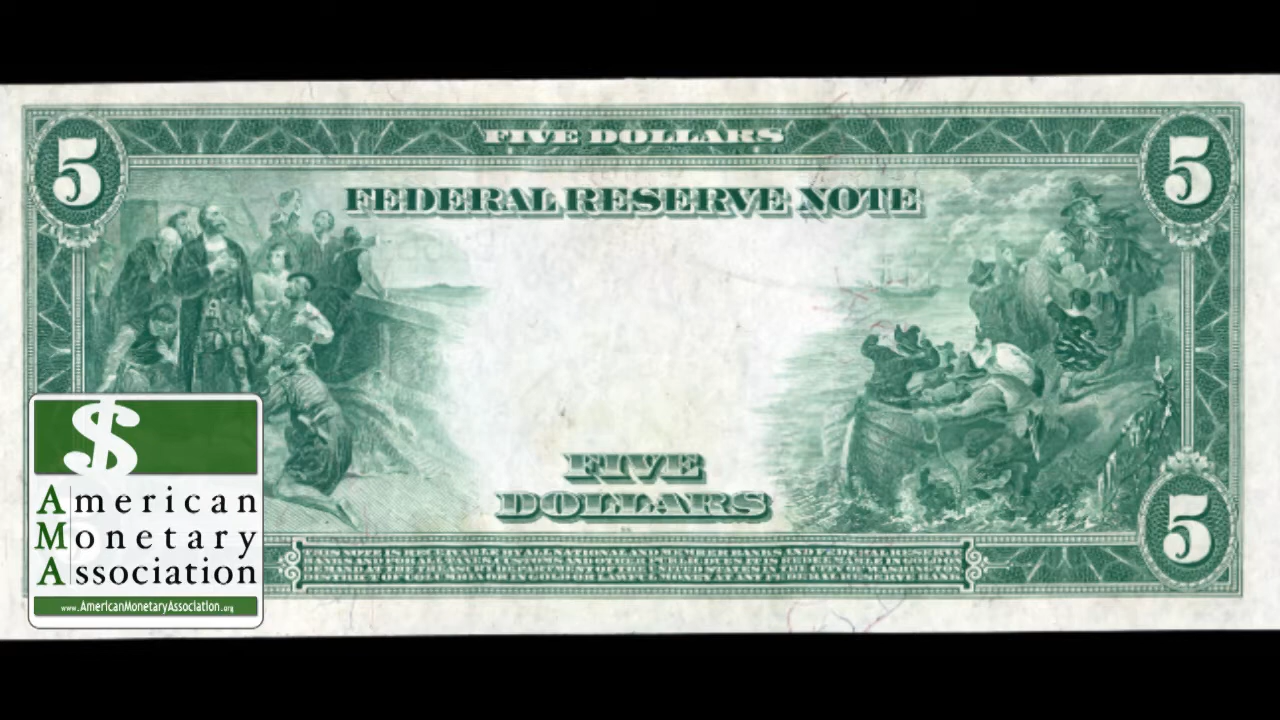 FIVE DOLLARS
5
5
FEDERAL RESERVE NOTE
FIVE
DOLLARS
5
$
American
Monetary
Association
www.AmericanMonetaryAssociation.org